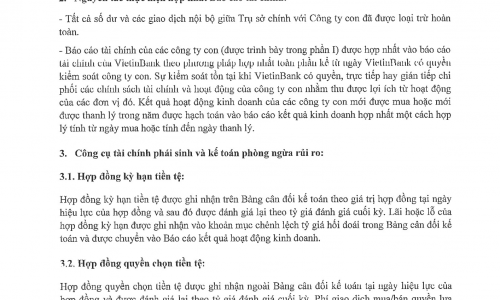 - Tất cả số dư và các giao dịch nội bộ giữa Trụ sở chính với Công ty con đã được loại trừ hoàn
toàn.
- Báo cáo tài chính của các công ty con (được trình bày trong phần I) được hợp nhất vào báo cáo
tài chính của VietinBank theo phương pháp hợp nhất toàn phần kể từ ngày VietinBank có quyền
kiểm soát công ty con. Sự kiểm soát tồn tại khi VietinBank có quyền, trực tiếp hay gián tiếp chi
phối các chính sách tài chính và hoạt động của công ty con nhằm thu được lợi ích từ hoạt động
của các đơn vị đó. Kết quả hoạt động kinh doanh của các công ty con mới được mua hoặc mới
được thanh lý trong năm được hạch toán vào báo cáo kết quả kinh doanh hợp nhất một cách hợp
lý tính từ ngày mua hoặc tính đến ngày thanh lý.
3. Công cụ tài chính phái sinh và kế toán phòng ngừa rủi ro:
3.1. Hợp đồng kỳ hạn tiền tệ:
Hợp đồng kỳ hạn tiền tệ được ghi nhận trên Bảng cân đối kế toán theo giá trị hợp đồng tại ngày
hiệu lực của hợp đồng và sau đó được đánh giá lại theo tỷ giá đánh giá cuối kỳ. Lãi hoặc lỗ của
hợp đồng kỳ hạn được ghi nhận vào khoản mục chênh lệch tỷ giá hối đoái trong Bảng cân đối kế
toán và được chuyển vào Báo cáo kết quả hoạt động kinh doanh.
3.2. Hợp đồng quyền chọn tiền tệ:
Hợp đồng quyền chọn tiền tệ được ghi nhận ngoài Bảng cân đối kế toán tại ngày hiệu lực của
hợp đồng và được đánh giá lại theo tỷ giá đánh giá cuối kỳ. Phí giao dịch mua/bán quyền lựa